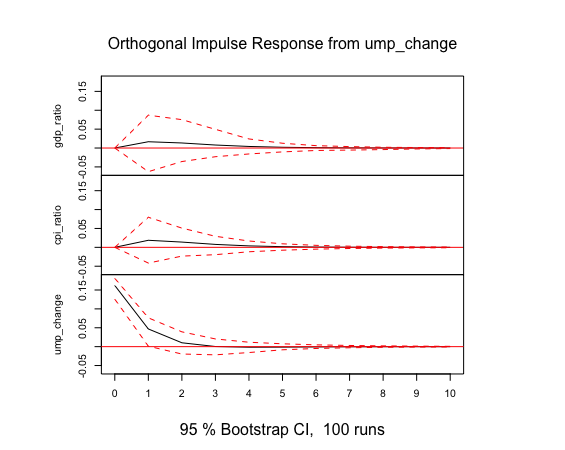 Orthogonal Impulse Response from ump_change
gdp_ratio
0.15
0.05
-0.05
cpi_ratio
0.15
0.05
-0.05
ump_change
0.15
0.05
-0.05
0 1 2 3 4 5 6 7 8 9 10
95 % Bootstrap CI, 100 runs